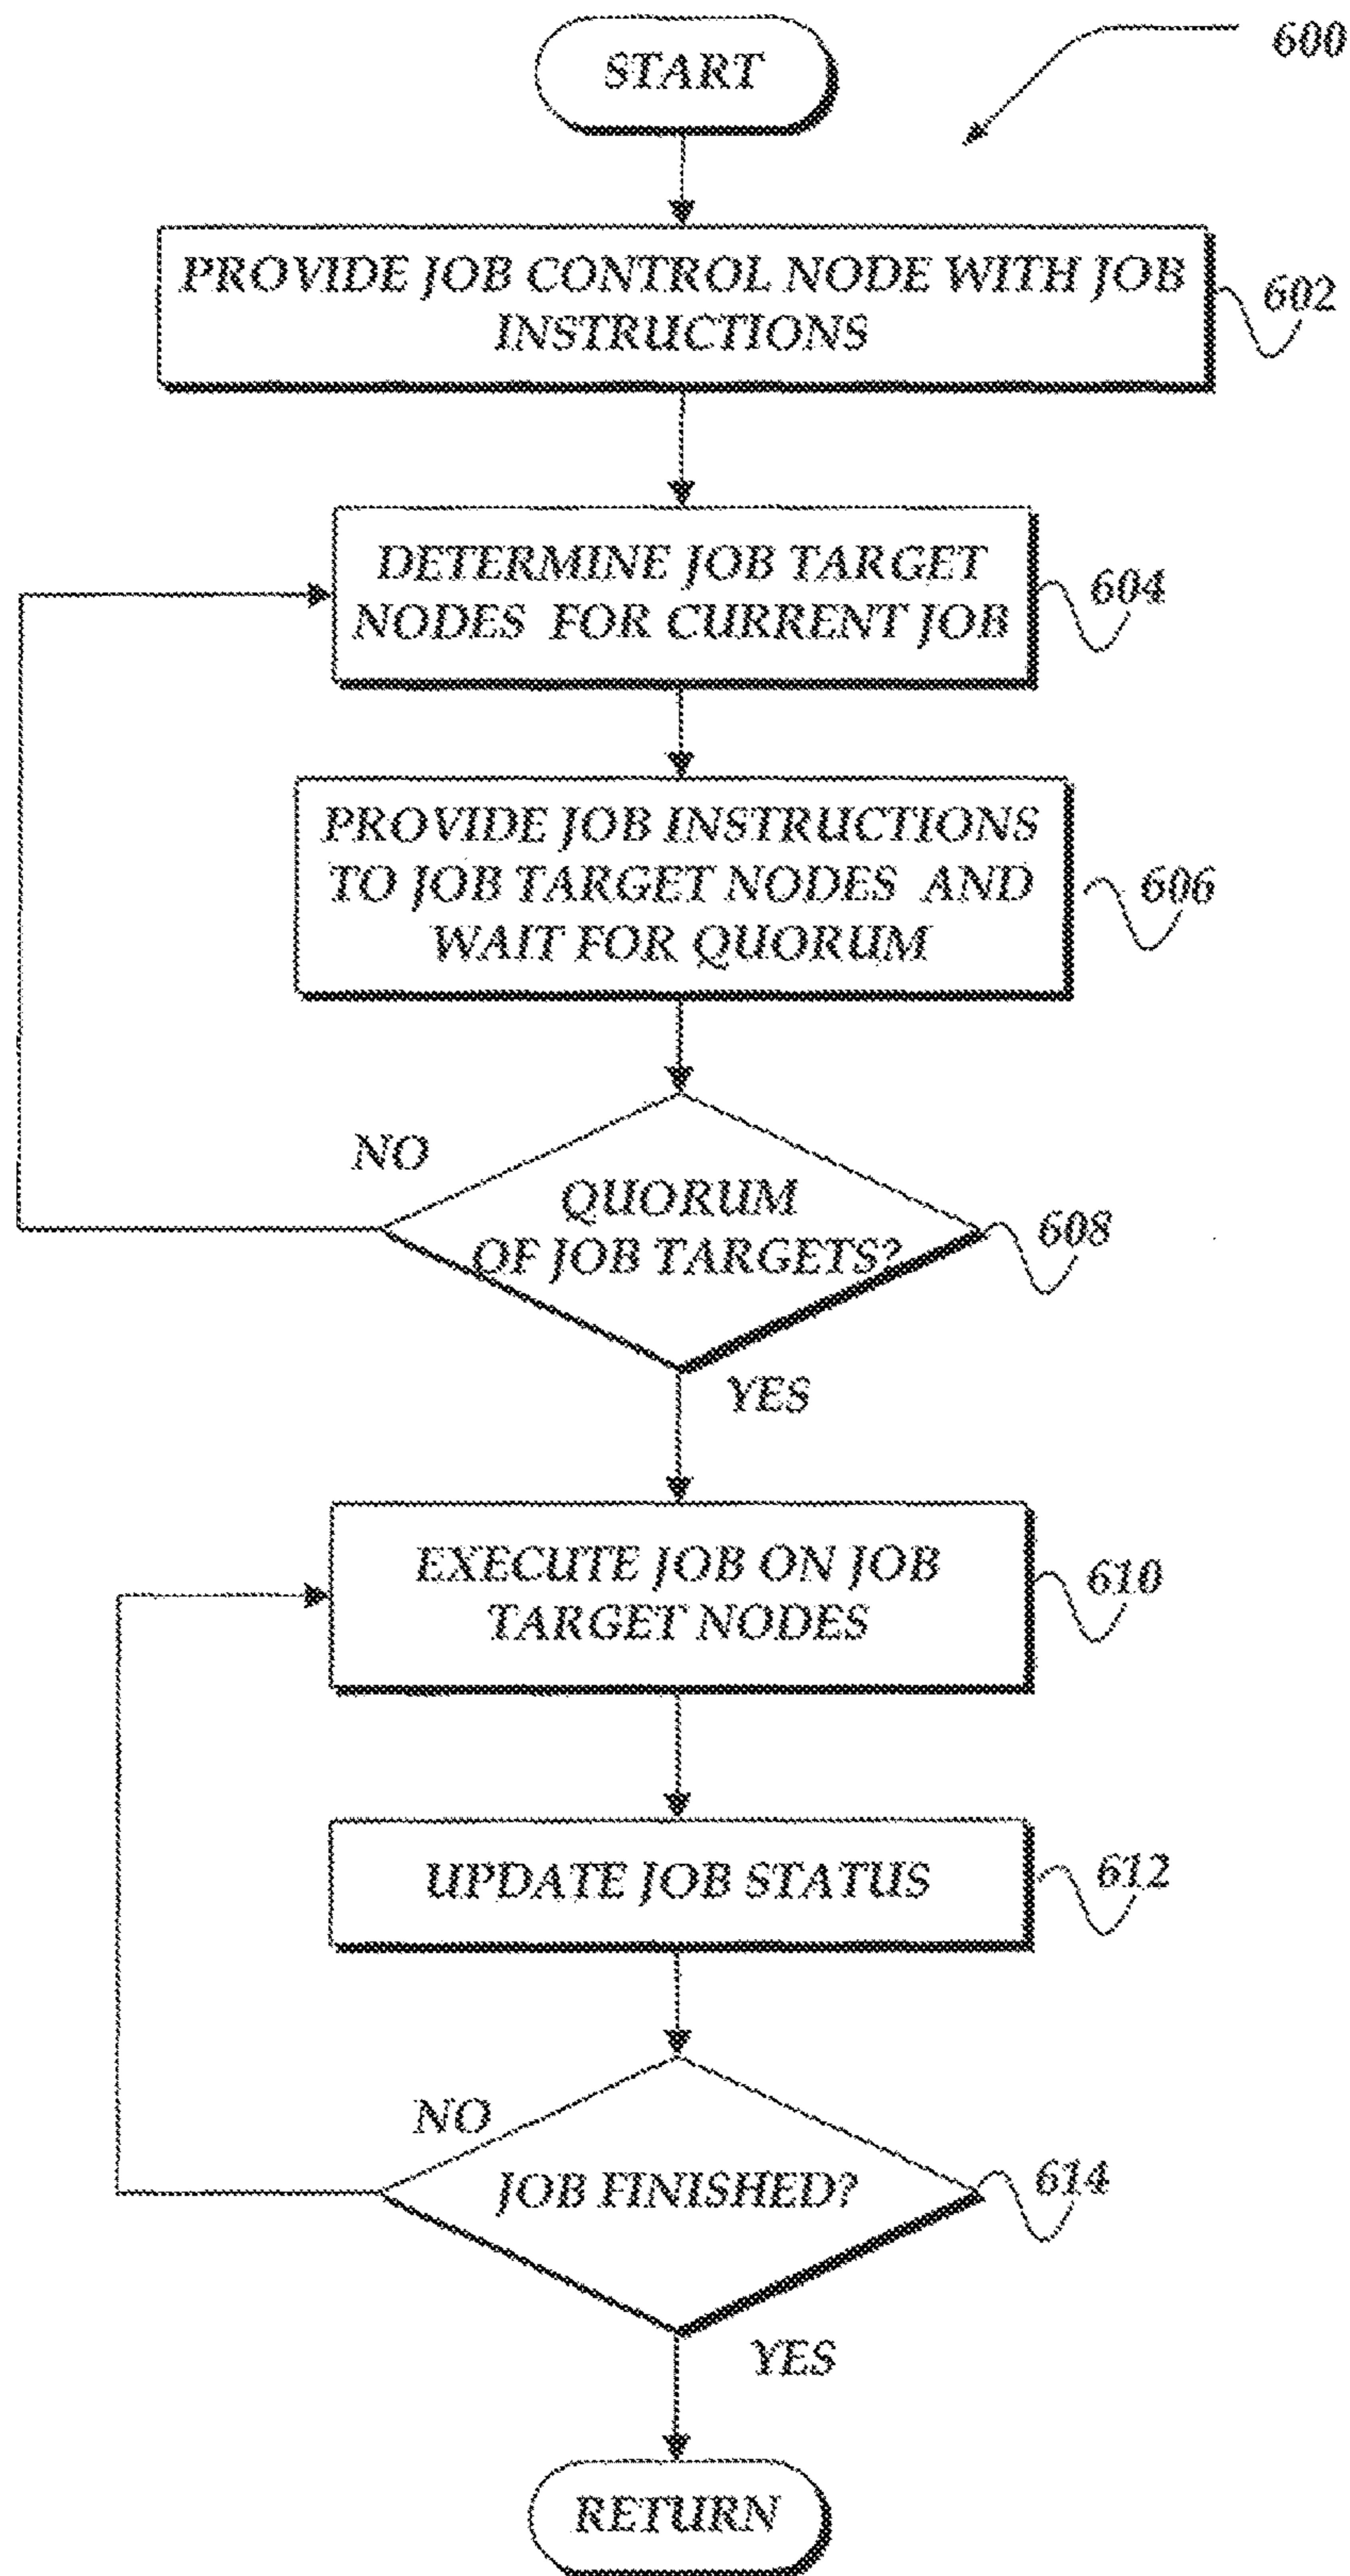 START
600
PROVIDE JOB CONTROL NODE WITH JOB
INSTRUCTIONS
602
DETERMINE JOB TARGET
NODES FOR CURRENT JOB
604
PROVIDE JOB INSTRUCTIONS
TO JOB TARGET NODES AND
WAIT FOR QUORUM
606
NO
QUORUM
OF JOB TARGETS?
608
YES
EXECUTE JOB ON JOB
TARGET NODES
610
UPDATE JOB STATUS
612
NO
JOB FINISHED?
614
YES
RETURN